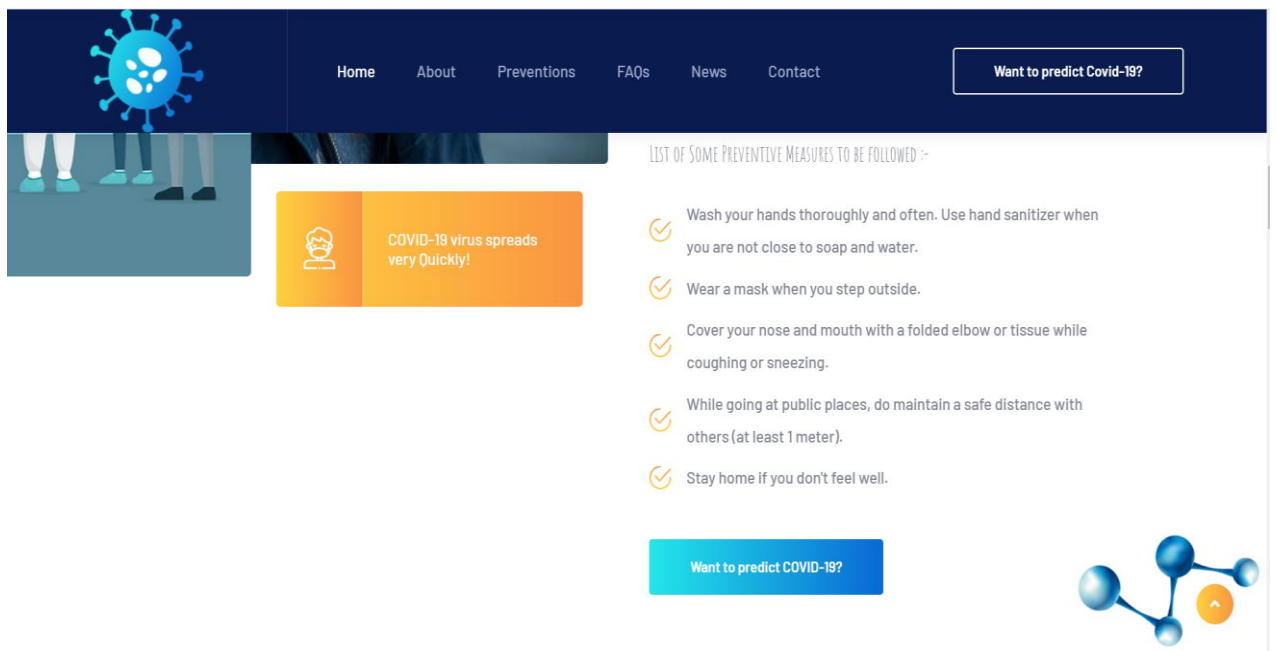 Home About Preventions FAQs News Contact
Want to predict Covid-19?
List of Some Preventive Measures to be followed :-
COVID-19 virus spreads
very Quickly!
Wash your hands thoroughly and often. Use hand sanitizer when
you are not close to soap and water.
Wear a mask when you step outside.
Cover your nose and mouth with a folded elbow or tissue while
coughing or sneezing.
While going at public places, do maintain a safe distance with
others (at least 1 meter).
Stay home if you don't feel well.
Want to predict COVID-19?